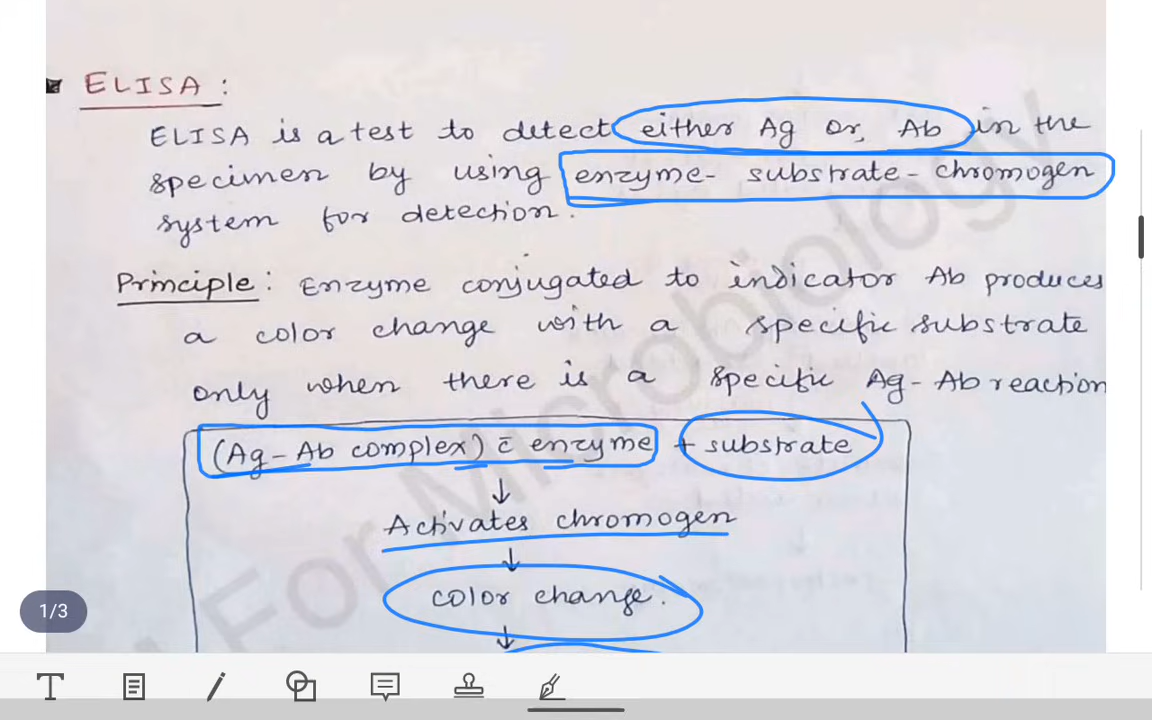 ELISA :
ELISA is a test to detect either Ag or, Ab in the
specimen by using enzyme- substrate- chromogen
system for detection.
Principle : Enzyme conjugated to indicator Ab produces
a color change with a specific substrate
only when there is a specific Ag- Ab reaction
(Ag- Ab complex) c̄ enzyme + substrate
↓
Activates chromogen
↓
color change.
↓
For Microbiology
1/3
T